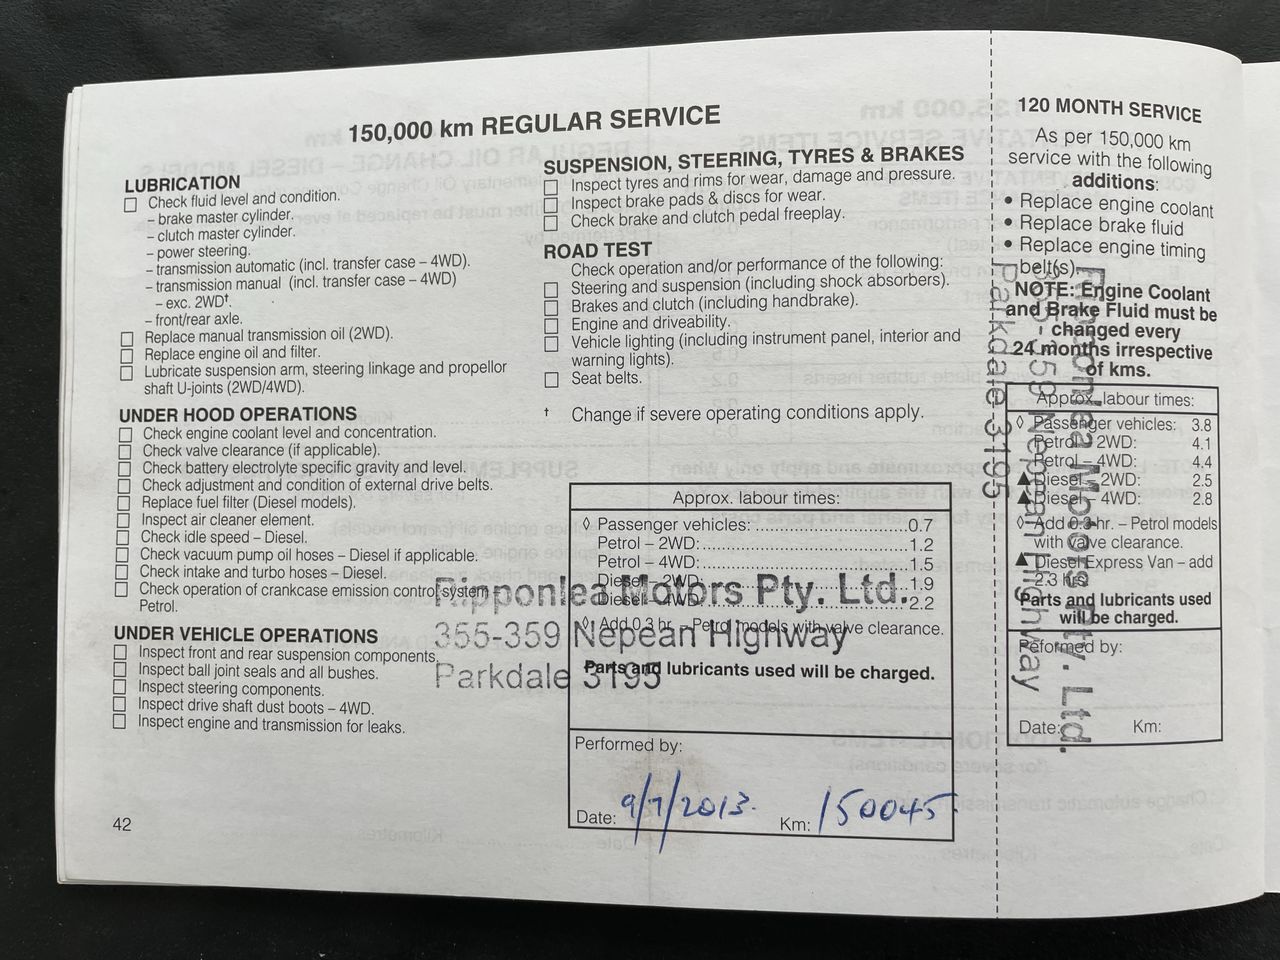 150,000 km REGULAR SERVICE
LUBRICATION
Check fluid level and condition.
– brake master cylinder.
– clutch master cylinder.
– power steering.
– transmission automatic (incl. transfer case – 4WD).
– transmission manual (incl. transfer case – 4WD)
– exc. 2WD†.
– front/rear axle.
Replace manual transmission oil (2WD).
Replace engine oil and filter.
Lubricate suspension arm, steering linkage and propellor
shaft U-joints (2WD/4WD).
UNDER HOOD OPERATIONS
Check engine coolant level and concentration.
Check valve clearance (if applicable).
Check battery electrolyte specific gravity and level.
Check adjustment and condition of external drive belts.
Replace fuel filter (Diesel models).
Inspect air cleaner element.
Check idle speed – Diesel.
Check vacuum pump oil hoses – Diesel if applicable.
Check intake and turbo hoses – Diesel.
Check operation of crankcase emission control system
Petrol.
UNDER VEHICLE OPERATIONS
Inspect front and rear suspension components.
Inspect ball joint seals and all bushes.
Inspect steering components.
Inspect drive shaft dust boots – 4WD.
Inspect engine and transmission for leaks.
42
SUSPENSION, STEERING, TYRES & BRAKES
Inspect tyres and rims for wear, damage and pressure.
Inspect brake pads & discs for wear.
Check brake and clutch pedal freeplay.
ROAD TEST
Check operation and/or performance of the following:
Steering and suspension (including shock absorbers).
Brakes and clutch (including handbrake).
Engine and driveability.
Vehicle lighting (including instrument panel, interior and
warning lights).
Seat belts.
† Change if severe operating conditions apply.
Approx. labour times:
◊ Passenger vehicles:..............0.7
Petrol – 2WD:..............1.2
Petrol – 4WD:..............1.5
Diesel – 2WD:..............1.9
Diesel – 4WD:..............2.2
◊ Add 0.3 hr. – Petrol models with valve clearance.
Parts and lubricants used will be charged.
Ripponlea Motors Pty. Ltd.
355-359 Nepean Highway
Parkdale 3195
Performed by:
Date: 9/7/2013. Km: 150045
120 MONTH SERVICE
As per 150,000 km
service with the following
additions:
• Replace engine coolant
• Replace brake fluid
• Replace engine timing
belt(s).
NOTE: Engine Coolant
and Brake Fluid must be
changed every
24 months irrespective
of kms.
Approx. labour times:
◊ Passenger vehicles: 3.8
Petrol – 2WD: 4.1
Petrol – 4WD: 4.4
▲ Diesel – 2WD: 2.5
▲ Diesel – 4WD: 2.8
◊ Add 0.3 hr. – Petrol models
with valve clearance.
▲ Diesel Express Van – add
2.3 hrs
Parts and lubricants used
will be charged.
Peformed by:
Date: Km:
Ripponlea Motors Pty. Ltd.
355-359 Nepean Highway
Parkdale 3195